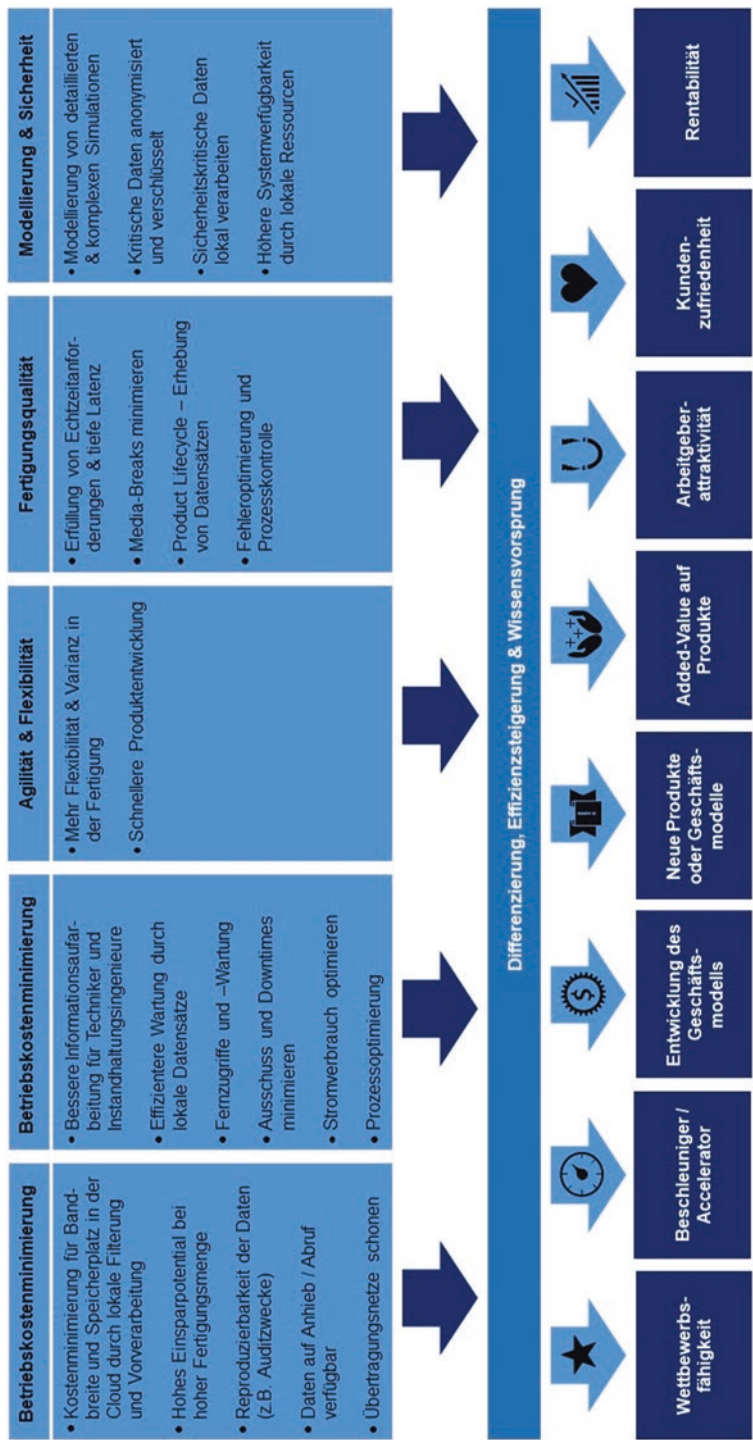 Betriebskostenminimierung
• Kostenminimierung für Band-
breite und Speicherplatz in der
Cloud durch lokale Filterung
und Vorverarbeitung
• Hohes Einsparpotential bei
hoher Fertigungsmenge
• Reproduzierbarkeit der Daten
(z.B. Auditzwecke)
• Daten auf Anhieb / Abruf
verfügbar
• Übertragungsnetze schonen
Betriebskostenminimierung
• Bessere Informationsaufar-
beitung für Techniker und
Instandhaltungsingenieure
• Effizientere Wartung durch
lokale Datensätze
• Fernzugriffe und –Wartung
• Ausschuss und Downtimes
minimieren
• Stromverbrauch optimieren
• Prozessoptimierung
Agilität & Flexibilität
• Mehr Flexibilität & Varianz in
der Fertigung
• Schnellere Produktentwicklung
Fertigungsqualität
• Erfüllung von Echtzeitanfor-
derungen & tiefe Latenz
• Media-Breaks minimieren
• Product Lifecycle – Erhebung
von Datensätzen
• Fehleroptimierung und
Prozesskontrolle
Modellierung & Sicherheit
• Modellierung von detaillierten
& komplexen Simulationen
• Kritische Daten anonymisiert
und verschlüsselt
• Sicherheitskritische Daten
lokal verarbeiten
• Höhere Systemverfügbarkeit
durch lokale Ressourcen
Differenzierung, Effizienzsteigerung & Wissensvorsprung
Wettbewerbs-
fähigkeit
Beschleuniger /
Accelerator
$
Entwicklung des
Geschäfts-
modells
!
Neue Produkte
oder Geschäfts-
modelle
Added-Value auf
Produkte
Arbeitgeber-
attraktivität
Kunden-
zufriedenheit
Rentabilität